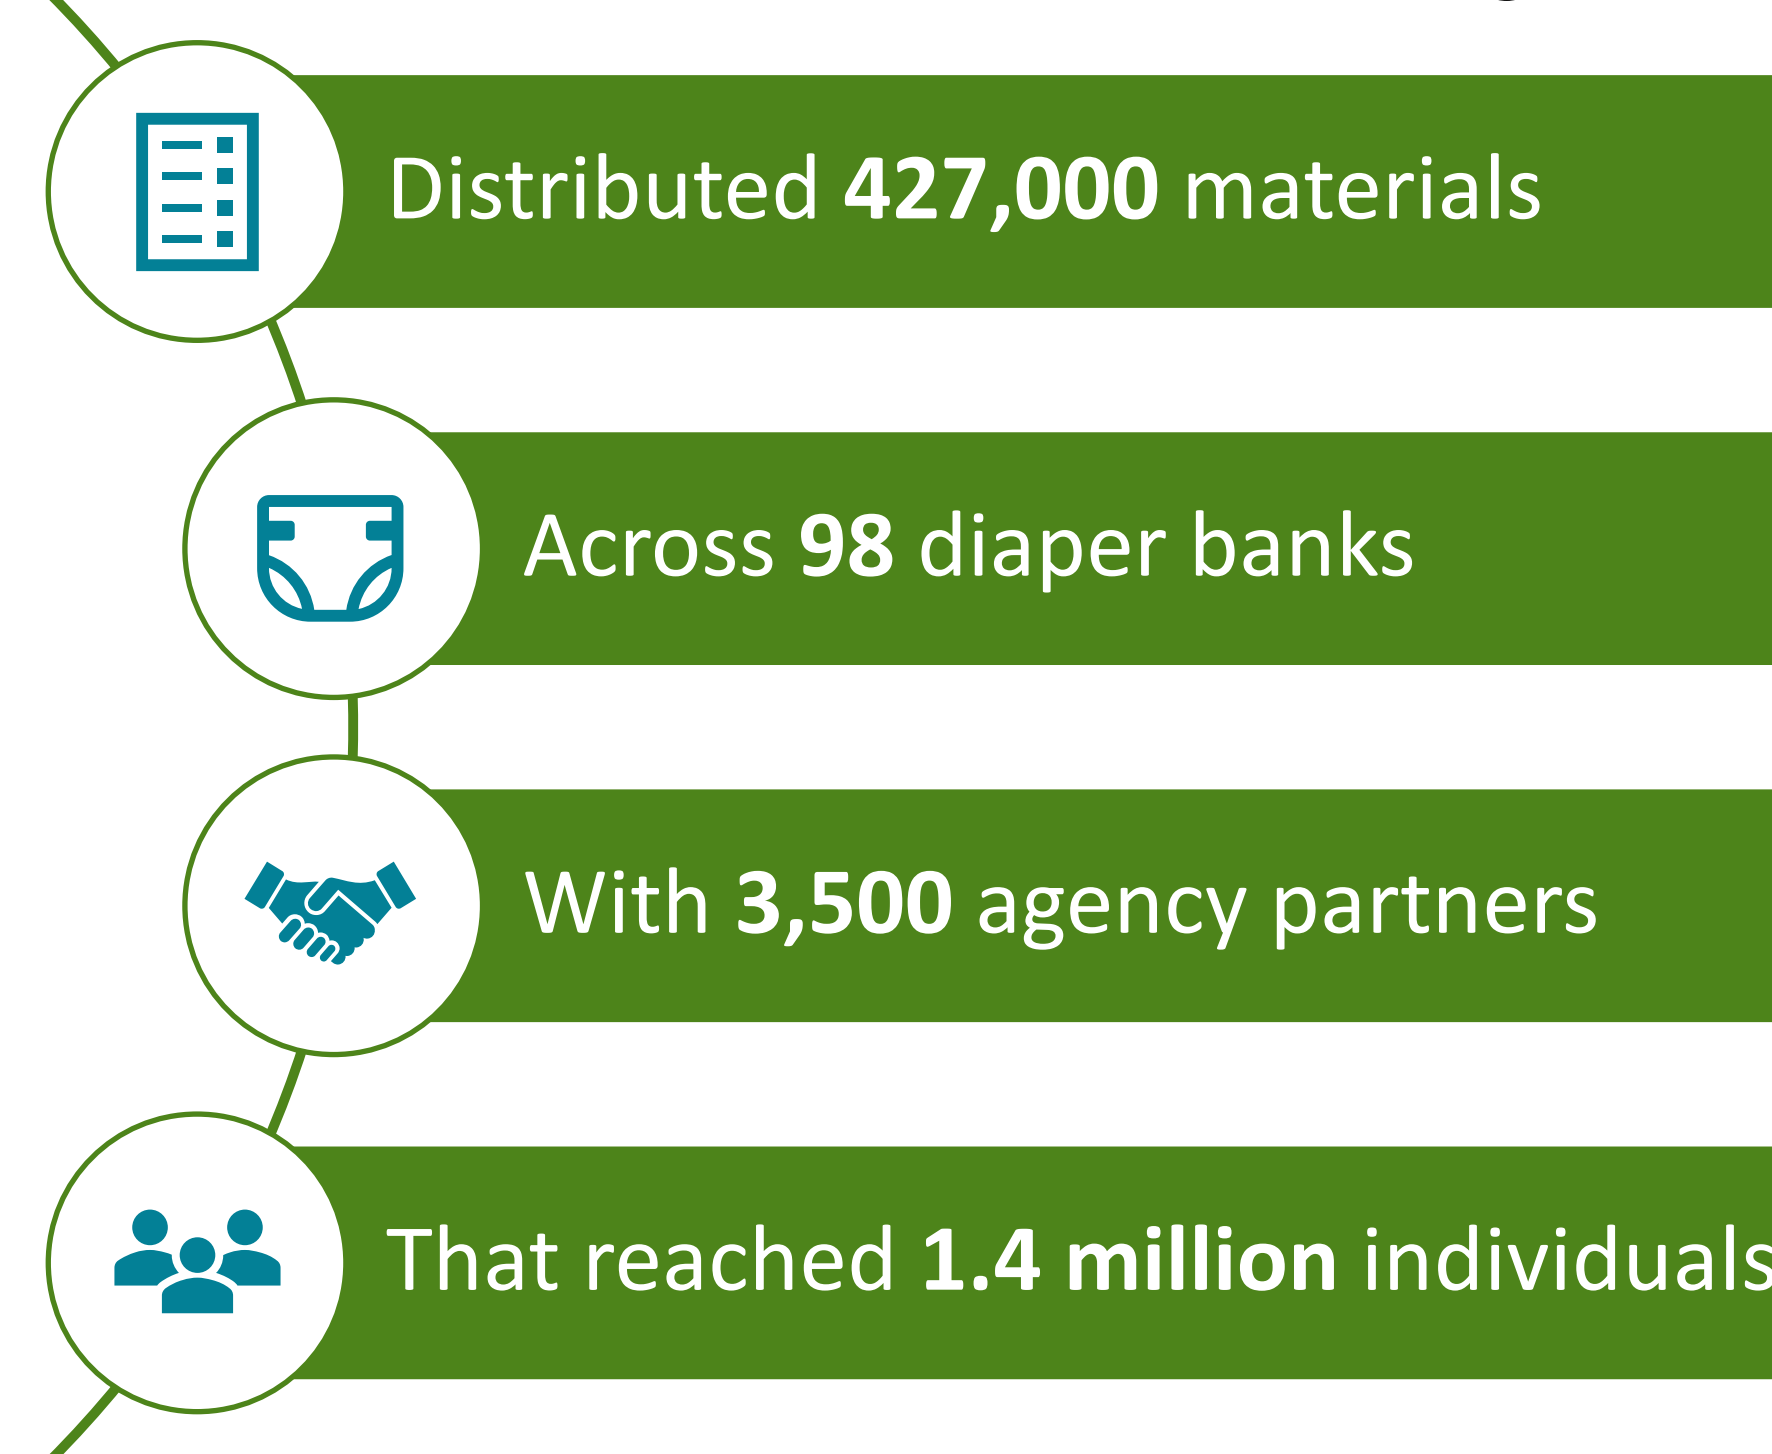 Distributed 427,000 materials
Across 98 diaper banks
With 3,500 agency partners
That reached 1.4 million individuals